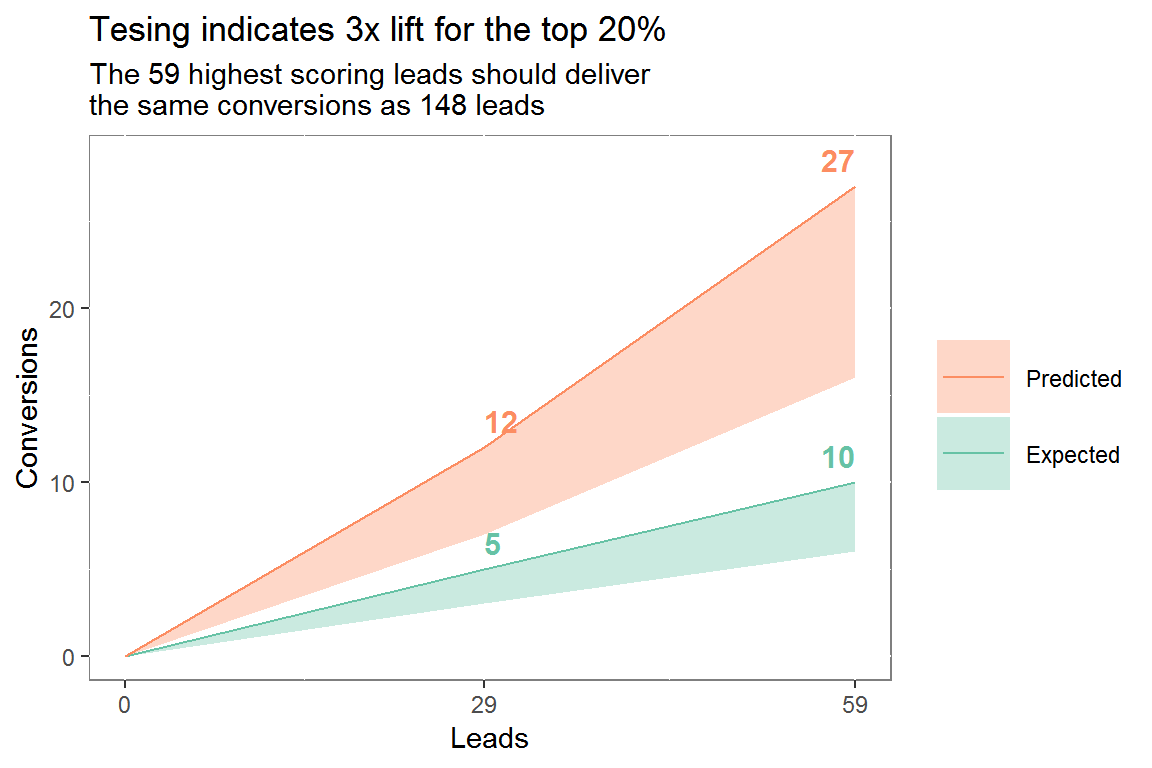 Tesing indicates 3x lift for the top 20%
The 59 highest scoring leads should deliver
the same conversions as 148 leads
27
20
12
10
10
5
0
Conversions
0
29
59
Leads
Predicted
Expected